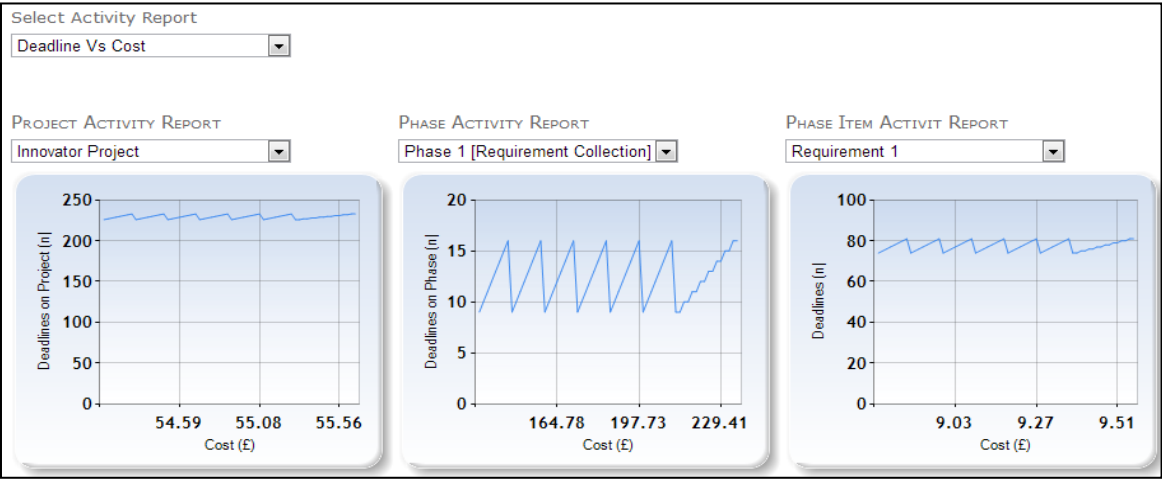 Select Activity Report
Deadline Vs Cost
Project Activity Report
Innovator Project
250
200
150
100
50
0
Deadlines on Project [n]
54.59 55.08 55.56
Cost (£)
Phase Activity Report
Phase 1 [Requirement Collection]
20
15
10
5
0
Deadlines on Phase [n]
164.78 197.73 229.41
Cost (£)
Phase Item Activit Report
Requirement 1
100
80
60
40
20
0
Deadlines [n]
9.03 9.27 9.51
Cost (£)